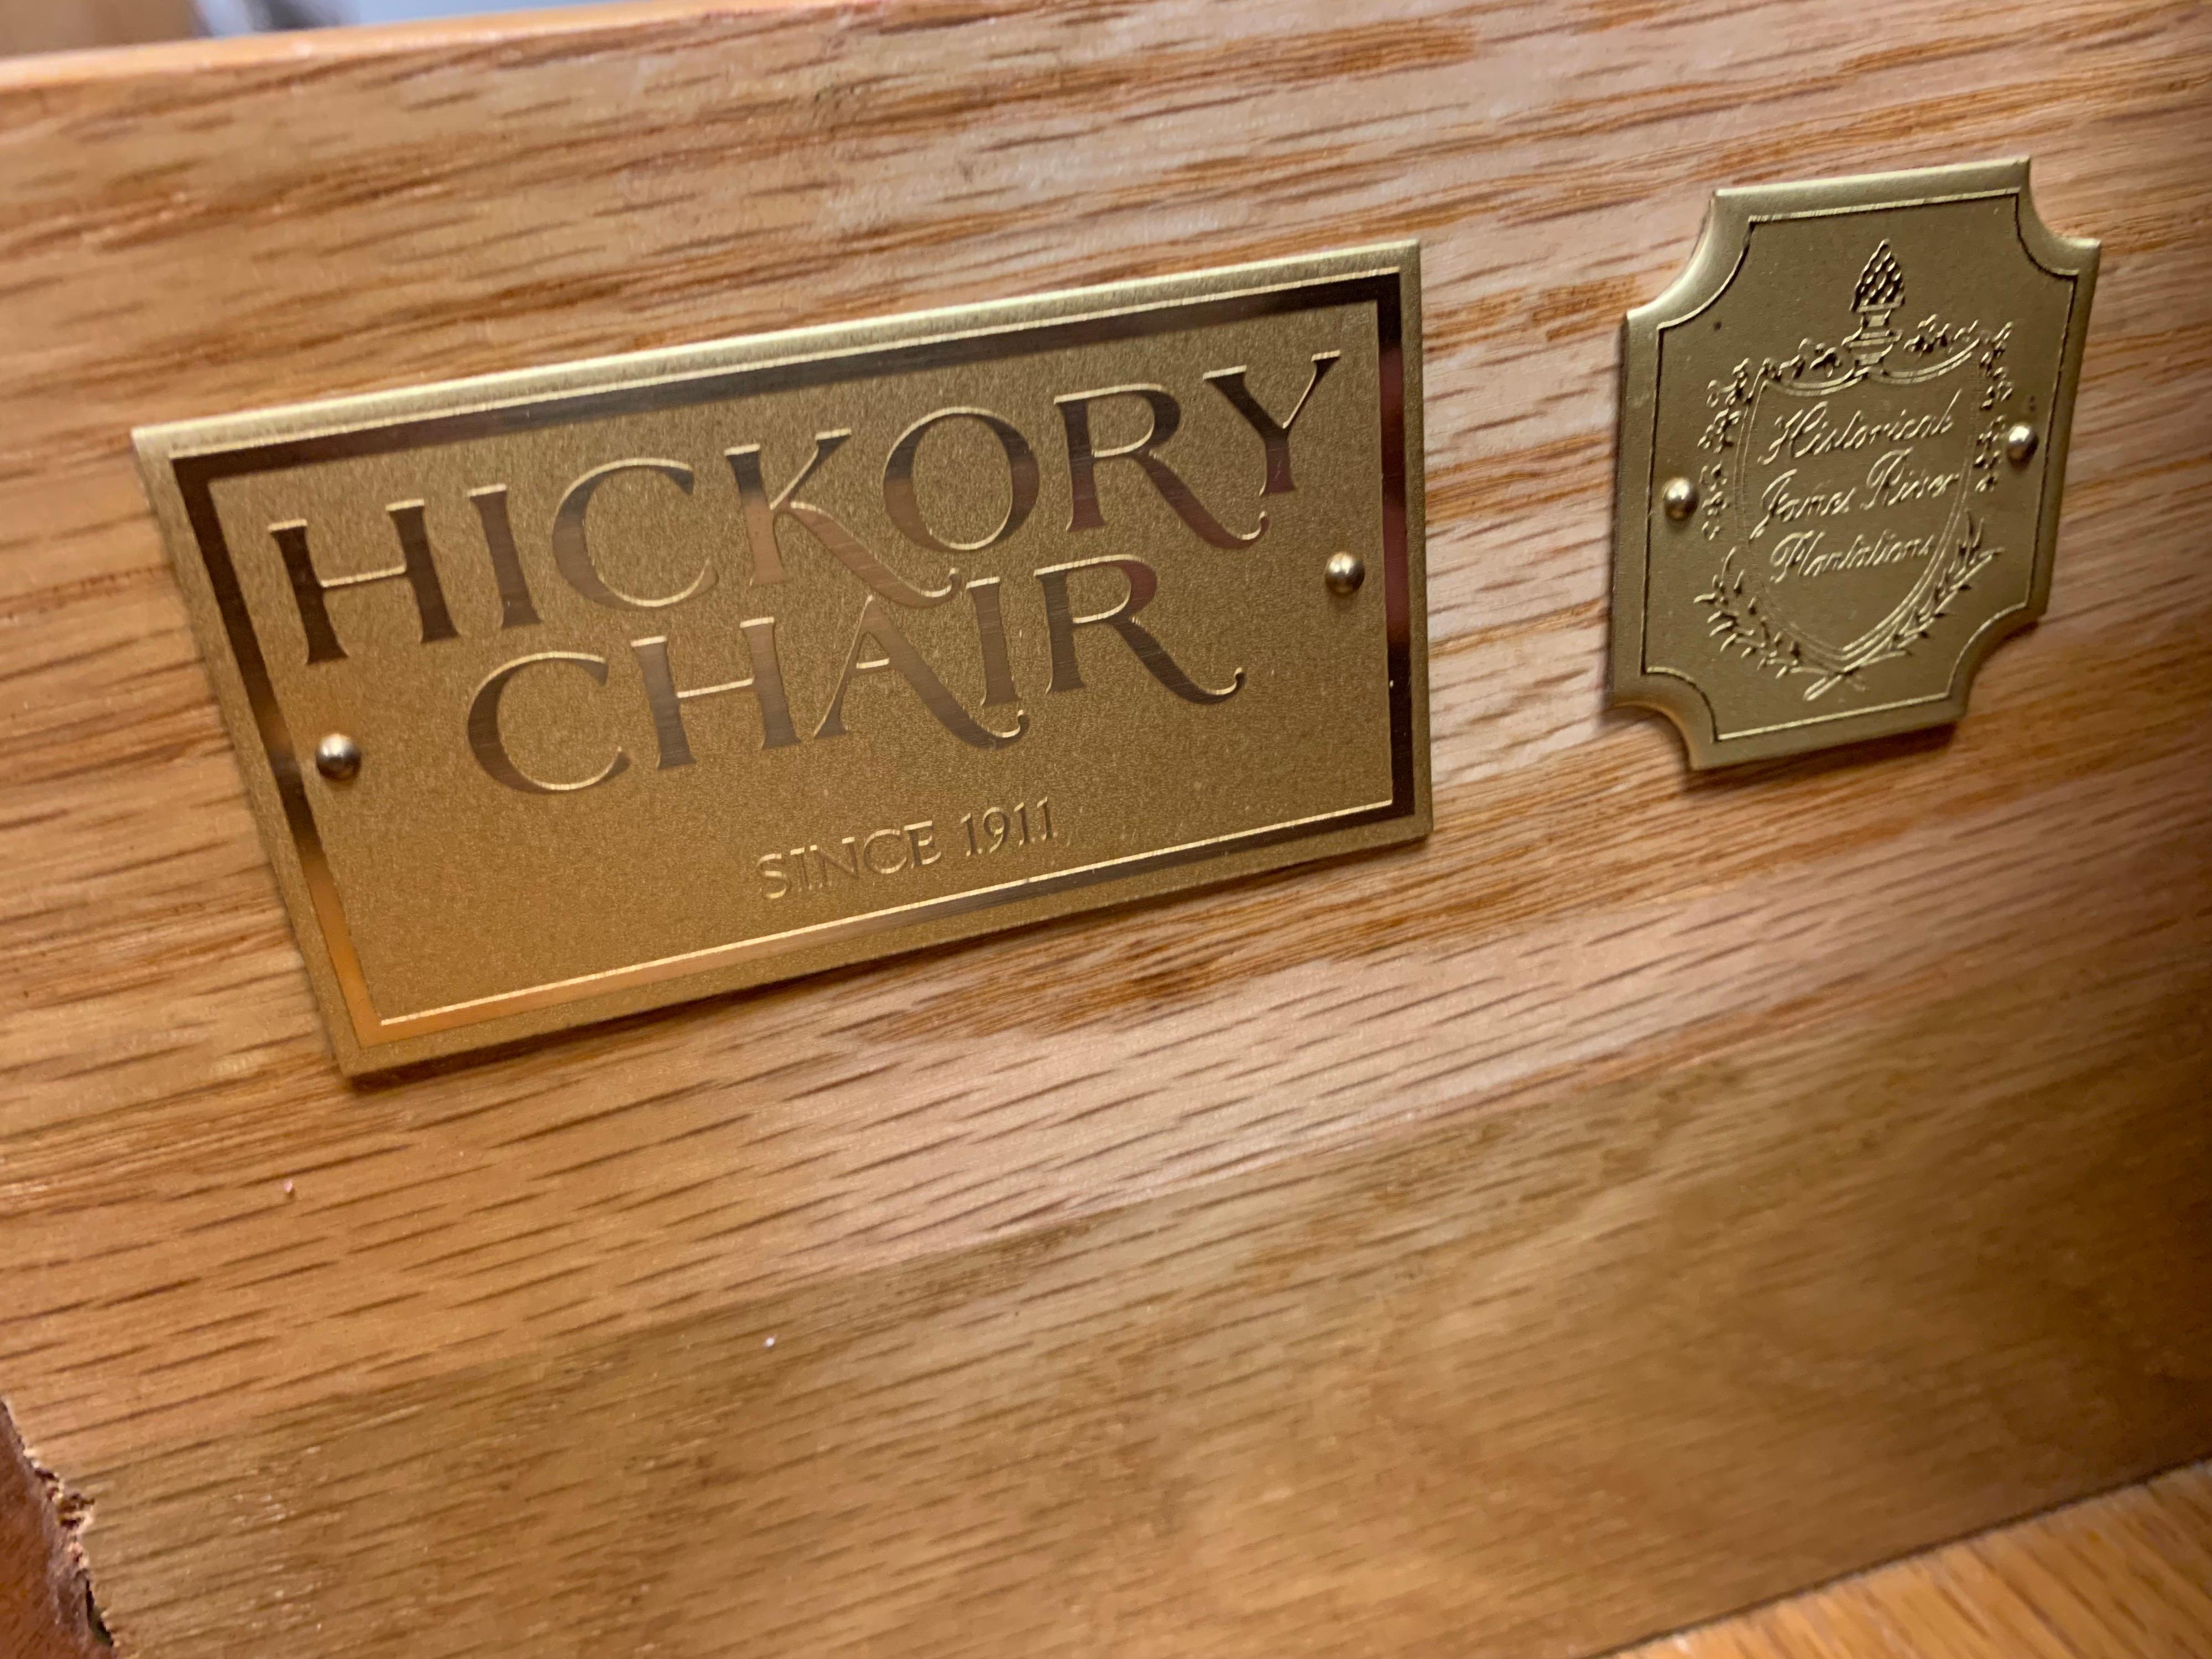 HICKORY
CHAIR
SINCE 1911
Historical
James River
Plantations